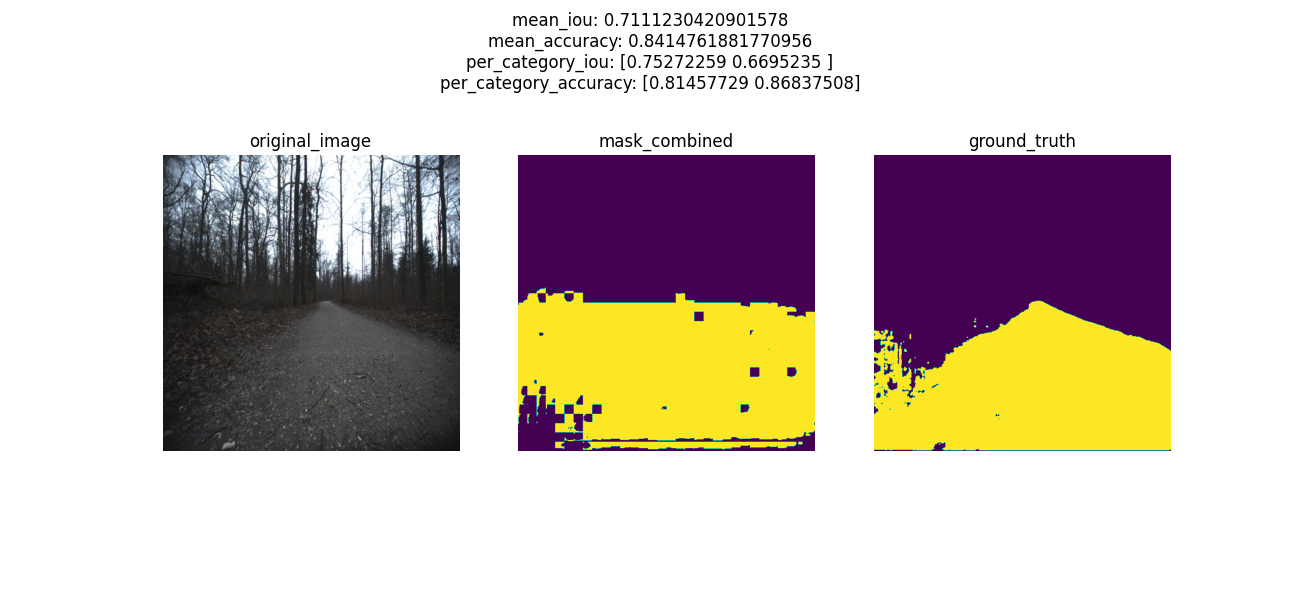 mean_iou: 0.7111230420901578
mean_accuracy: 0.8414761881770956
per_category_iou: [0.75272259 0.6695235 ]
per_category_accuracy: [0.81457729 0.86837508]
original_image
mask_combined
ground_truth